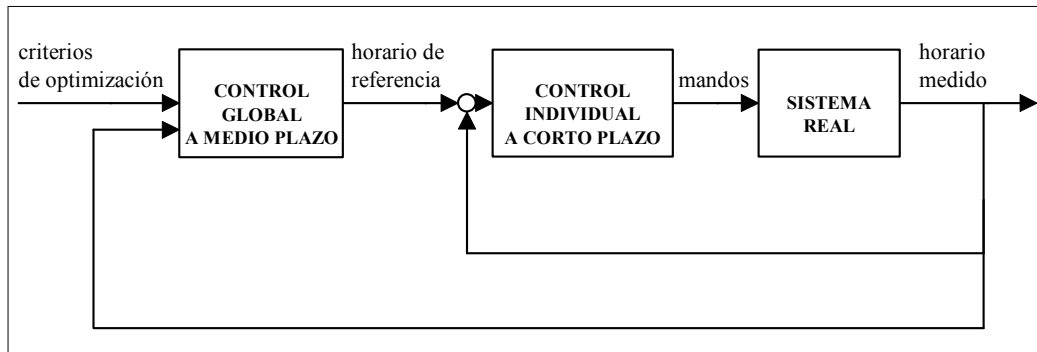 criterios
de optimización
CONTROL
GLOBAL
A MEDIO PLAZO
horario de
referencia
CONTROL
INDIVIDUAL
A CORTO PLAZO
mandos
SISTEMA
REAL
horario
medido